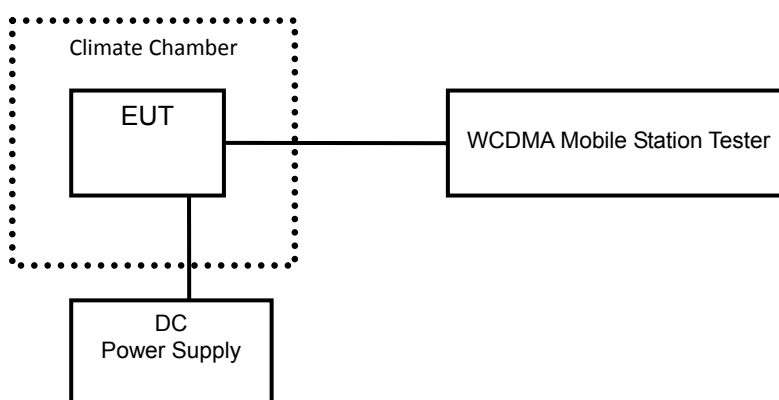 Climate Chamber
EUT
WCDMA Mobile Station Tester
DC
Power Supply